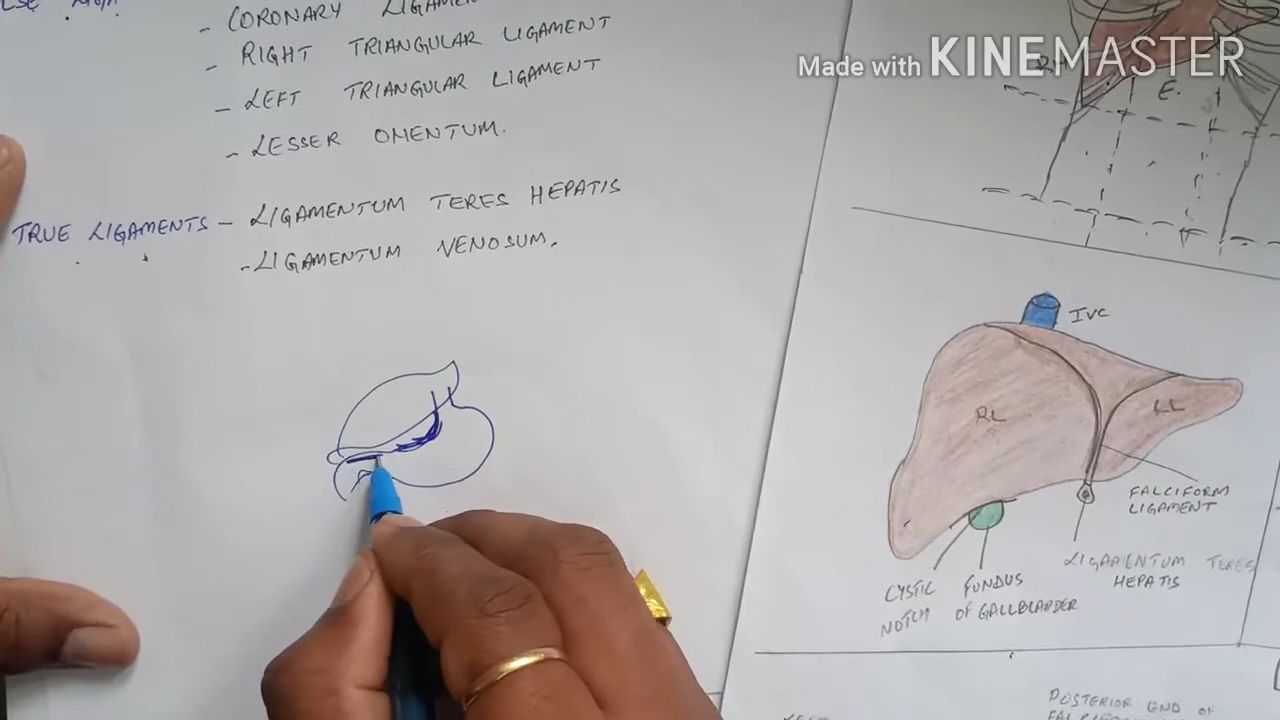 - CORONARY
- RIGHT TRIANGULAR LIGAMENT
- LEFT TRIANGULAR LIGAMENT
- LESSER OMENTUM.
TRUE LIGAMENTS - LIGAMENTUM TERES HEPATIS
- LIGAMENTUM VENOSUM.
Made with KINEMASTER
E.
IVC
RL
LL
FALCIFORM
LIGAMENT
LIGAMENTUM TERES
HEPATIS
CYSTIC
NOTCH
FUNDUS
OF GALLBLADDER
POSTERIOR END OF